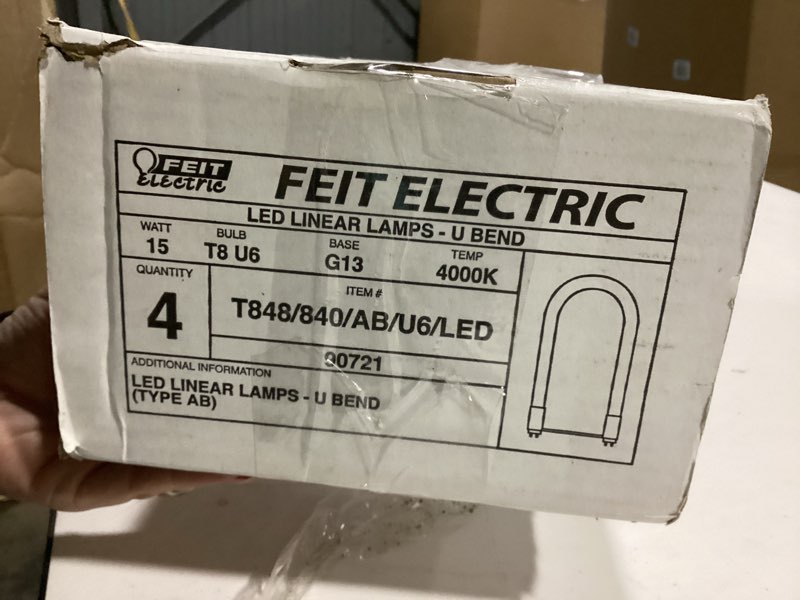 FEIT
Electric
FEIT ELECTRIC
LED LINEAR LAMPS - U BEND
WATT
15
BULB
T8 U6
BASE
G13
TEMP
4000K
QUANTITY
4
ITEM #
T848/840/AB/U6/LED
90721
ADDITIONAL INFORMATION
LED LINEAR LAMPS - U BEND
(TYPE AB)